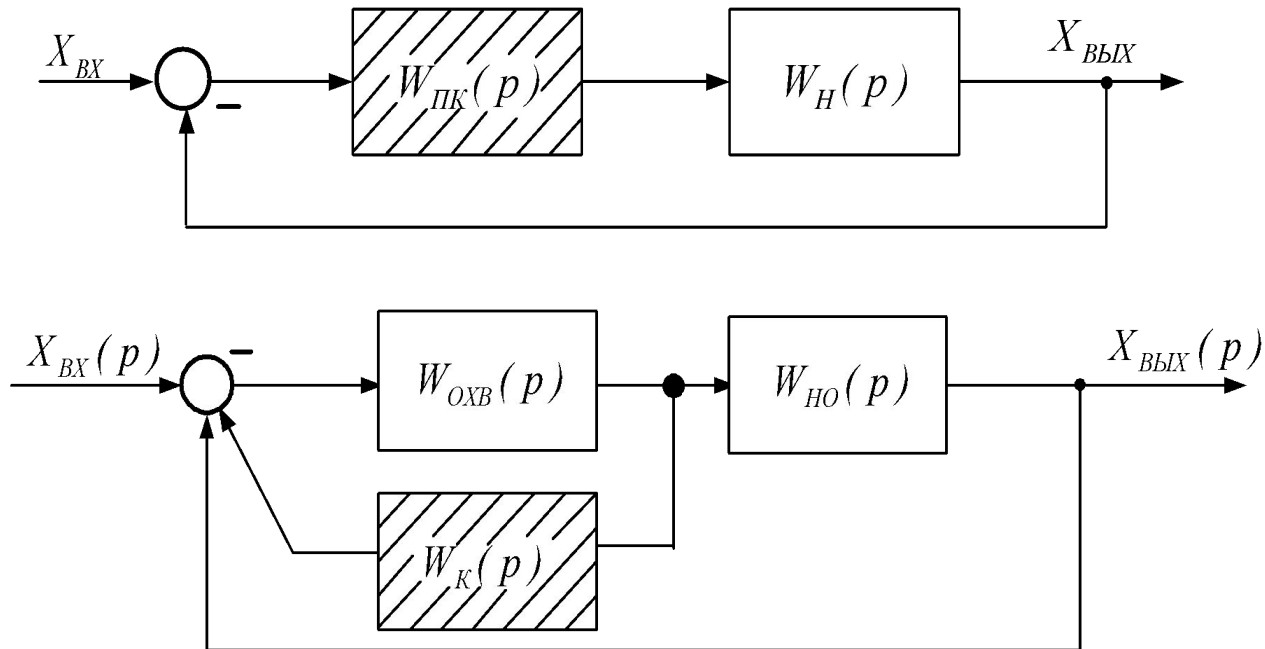 X_ВХ
W_ПК(p)
W_Н(p)
X_ВЫХ
−
X_ВХ(p)
−
W_ОХВ(p)
W_НО(p)
X_ВЫХ(p)
W_К(p)